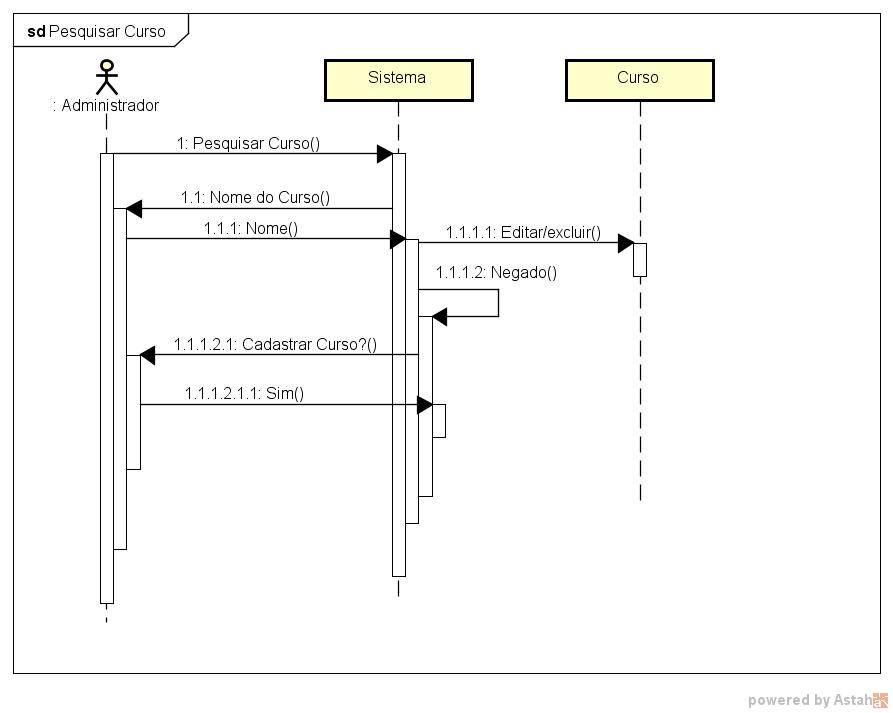 sd Pesquisar Curso
Sistema
Curso
: Administrador
1: Pesquisar Curso()
1.1: Nome do Curso()
1.1.1: Nome()
1.1.1.1: Editar/excluir()
1.1.1.2: Negado()
1.1.1.2.1: Cadastrar Curso?()
1.1.1.2.1.1: Sim()
powered by Astah